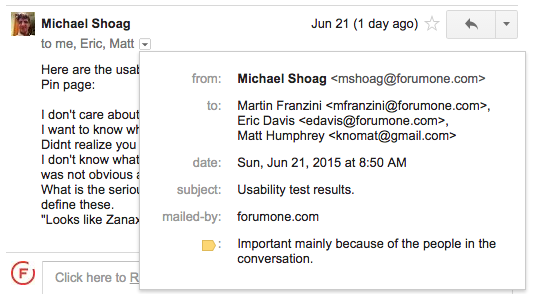 Michael Shoag
Jun 21 (1 day ago)
to me, Eric, Matt
Here are the
Pin page:
I don't care about
I want to know
Didnt realize you
I don't know what
was not obvious
What is the
define these.
"Looks like
from: Michael Shoag <mshoag@forumone.com>
to: Martin Franzini <mfranzini@forumone.com>,
Eric Davis <edavis@forumone.com>,
Matt Humphrey <knomat@gmail.com>
date: Sun, Jun 21, 2015 at 8:50 AM
subject: Usability test results.
mailed-by: forumone.com
: Important mainly because of the people in the
conversation.
F
Click here to